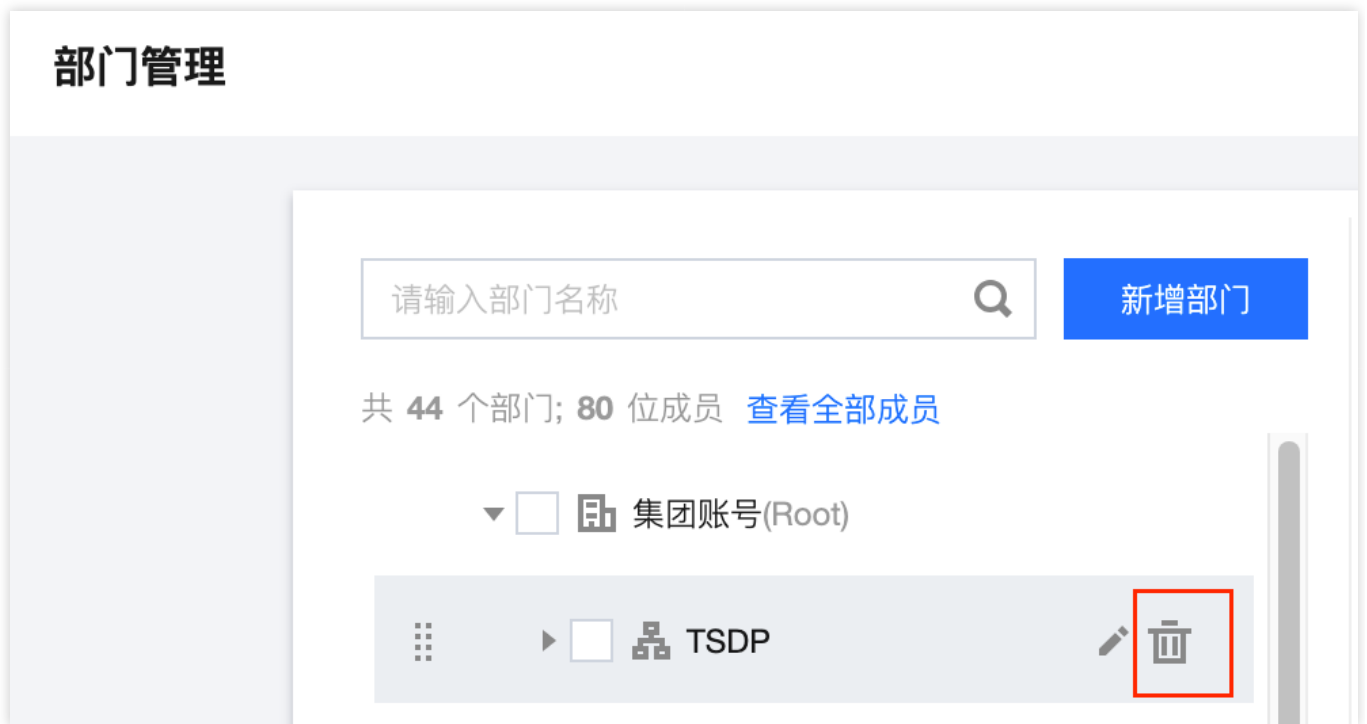 部门管理
请输入部门名称
新增部门
共 44 个部门; 80 位成员 查看全部成员
集团账号(Root)
TSDP